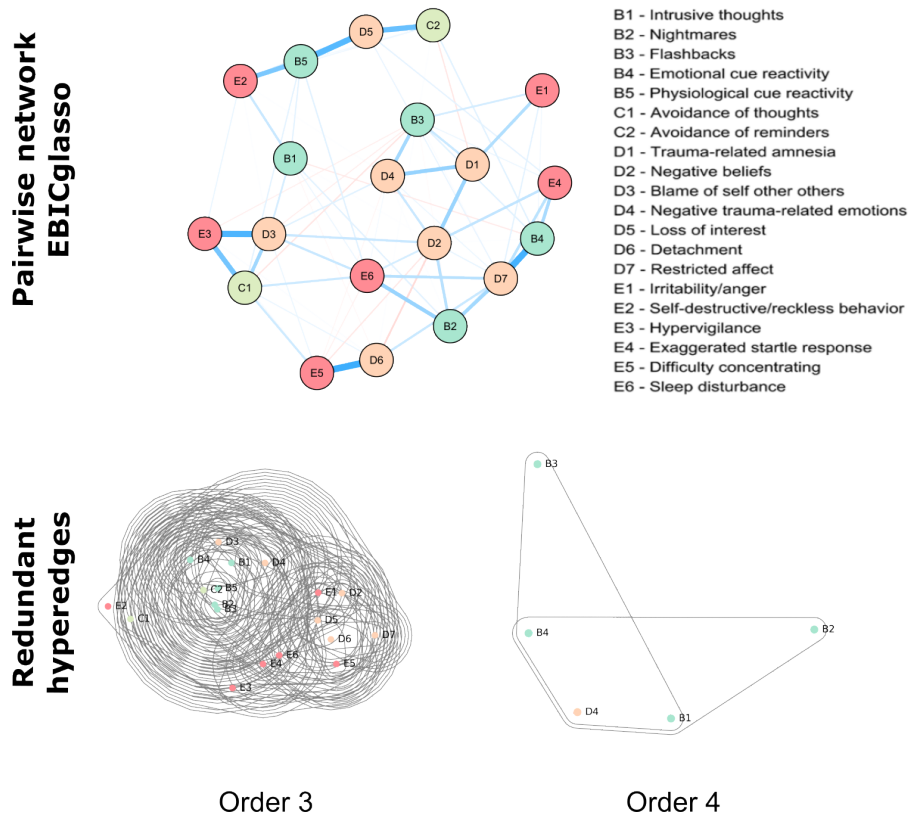 Pairwise network
EBICglasso
D5
C2
B5
E2
E1
B3
B1
D1
D4
E4
E3
D3
D2
B4
E6
D7
C1
B2
D6
E5
B1 - Intrusive thoughts
B2 - Nightmares
B3 - Flashbacks
B4 - Emotional cue reactivity
B5 - Physiological cue reactivity
C1 - Avoidance of thoughts
C2 - Avoidance of reminders
D1 - Trauma-related amnesia
D2 - Negative beliefs
D3 - Blame of self other others
D4 - Negative trauma-related emotions
D5 - Loss of interest
D6 - Detachment
D7 - Restricted affect
E1 - Irritability/anger
E2 - Self-destructive/reckless behavior
E3 - Hypervigilance
E4 - Exaggerated startle response
E5 - Difficulty concentrating
E6 - Sleep disturbance
Redundant
hyperedges
D3
B4
B1
D4
C2
B5
E1
D2
B2
B3
E2
C1
D5
D6
D7
E6
E4
E5
E3
B3
B4
B2
D4
B1
Order 3
Order 4